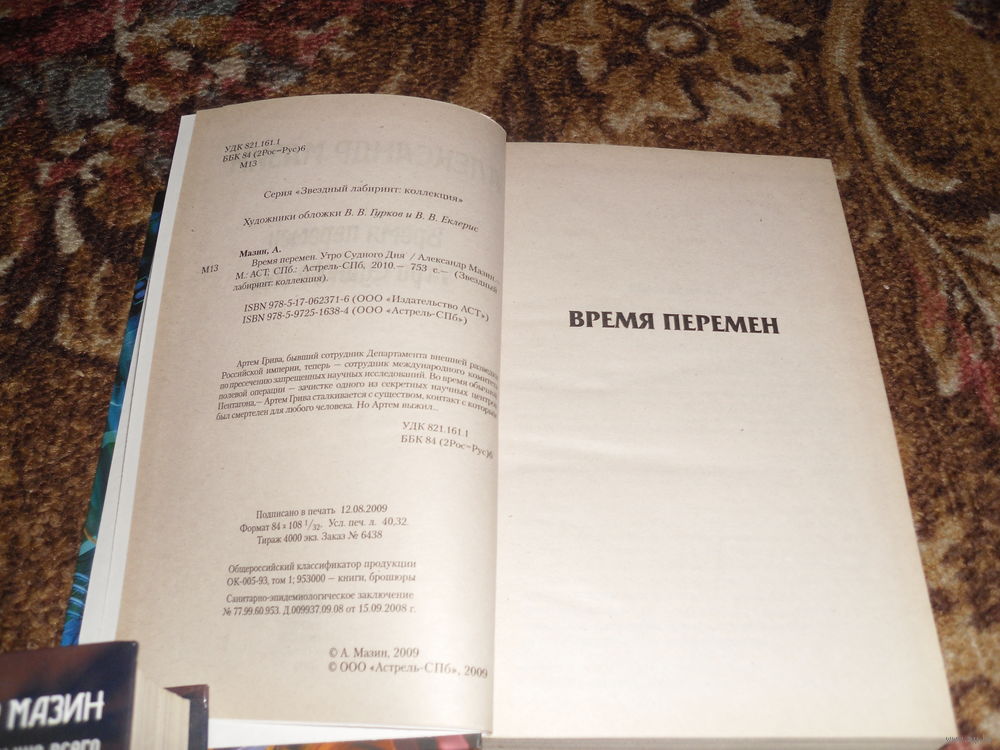 УДК 821.161.1
ББК 84 (2Рос=Рус)6
М13
Серия «Звездный лабиринт: коллекция»
Художники обложки В. В. Гурков и В. В. Еклерис
Мазин, А.
М13
Время перемен. Утро Судного Дня / Александр Мазин. —
М.: АСТ; СПб.: Астрель-СПб, 2010.— 753 с.— (Звездный
лабиринт: коллекция).
ISBN 978-5-17-062371-6 (ООО «Издательство АСТ»)
ISBN 978-5-9725-1638-4 (ООО «Астрель-СПб»)
Артем Грива, бывший сотрудник Департамента внешней разведки
Российской империи, теперь — сотрудник международного комитета
по пресечению запрещенных научных исследований. Во время обычной
полевой операции — зачистке одного из секретных научных центров
Пентагона,— Артем Грива сталкивается с существом, контакт с которым
был смертелен для любого человека. Но Артем выжил...
УДК 821.161.1
ББК 84 (2Рос=Рус)6
Подписано в печать 12.08.2009
Формат 84 х 108 1/32. Усл. печ. л. 40,32.
Тираж 4000 экз. Заказ № 6438
Общероссийский классификатор продукции
ОК-005-93, том 1; 953000 — книги, брошюры
Санитарно-эпидемиологическое заключение
№ 77.99.60.953. Д.009937.09.08 от 15.09.2008 г.
© А. Мазин, 2009
© ООО «Астрель-СПб», 2009
ВРЕМЯ ПЕРЕМЕН
Р МАЗИН
всего